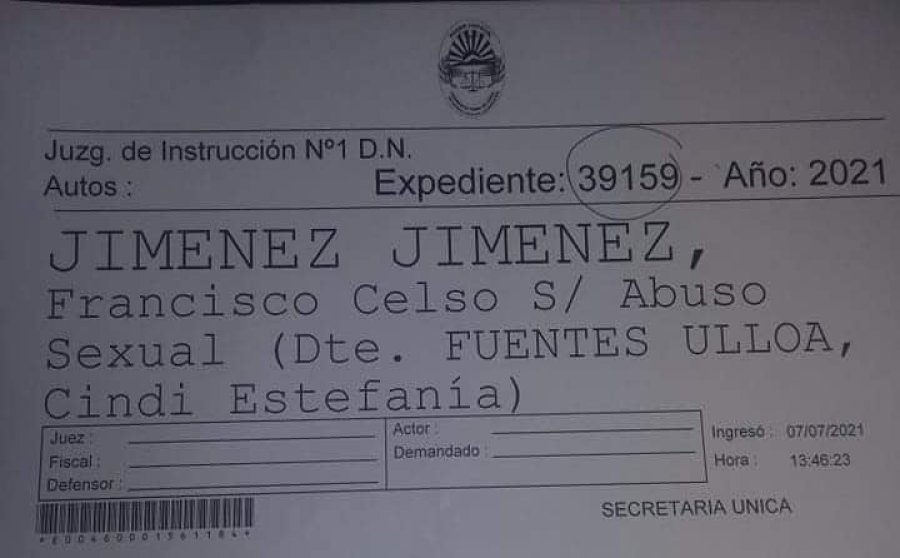 Juzg. de Instrucción Nº1 D.N.
Autos : Expediente: 39159 - Año: 2021
JIMENEZ JIMENEZ,
Francisco Celso S/ Abuso
Sexual (Dte. FUENTES ULLOA,
Cindi Estefanía)
Juez :
Fiscal :
Defensor :
Actor :
Demandado :
Ingresó : 07/07/2021
Hora : 13:46:23
SECRETARIA UNICA